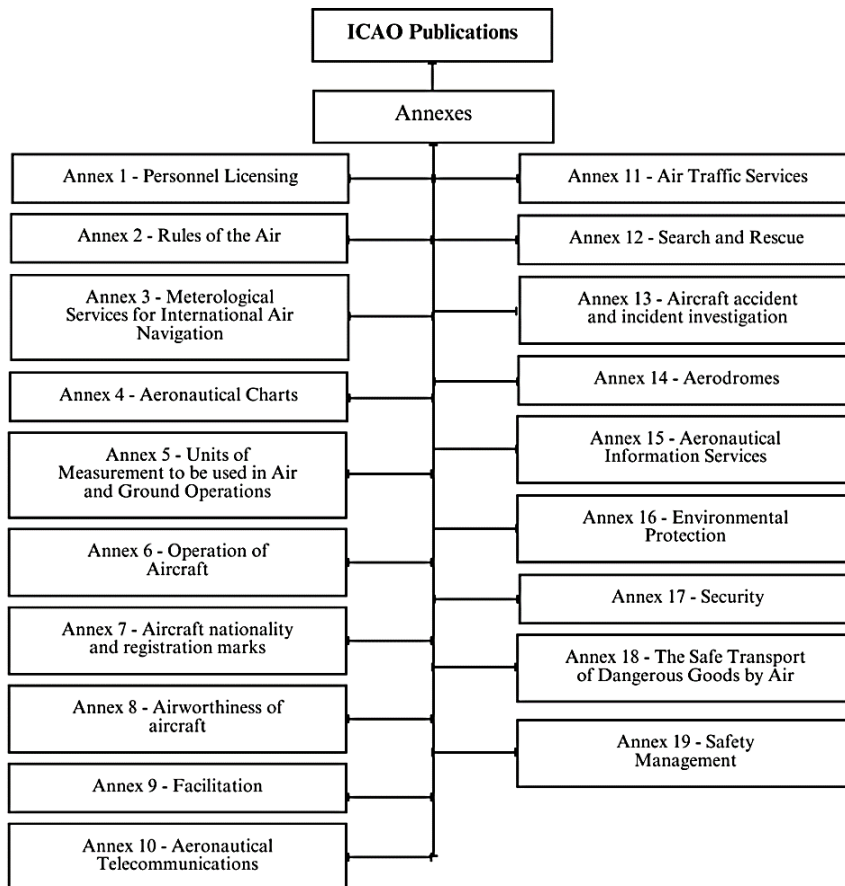 ICAO Publications
Annexes
Annex 1 - Personnel Licensing
Annex 2 - Rules of the Air
Annex 3 - Meterological
Services for International Air
Navigation
Annex 4 - Aeronautical Charts
Annex 5 - Units of
Measurement to be used in Air
and Ground Operations
Annex 6 - Operation of
Aircraft
Annex 7 - Aircraft nationality
and registration marks
Annex 8 - Airworthiness of
aircraft
Annex 9 - Facilitation
Annex 10 - Aeronautical
Telecommunications
Annex 11 - Air Traffic Services
Annex 12 - Search and Rescue
Annex 13 - Aircraft accident
and incident investigation
Annex 14 - Aerodromes
Annex 15 - Aeronautical
Information Services
Annex 16 - Environmental
Protection
Annex 17 - Security
Annex 18 - The Safe Transport
of Dangerous Goods by Air
Annex 19 - Safety
Management